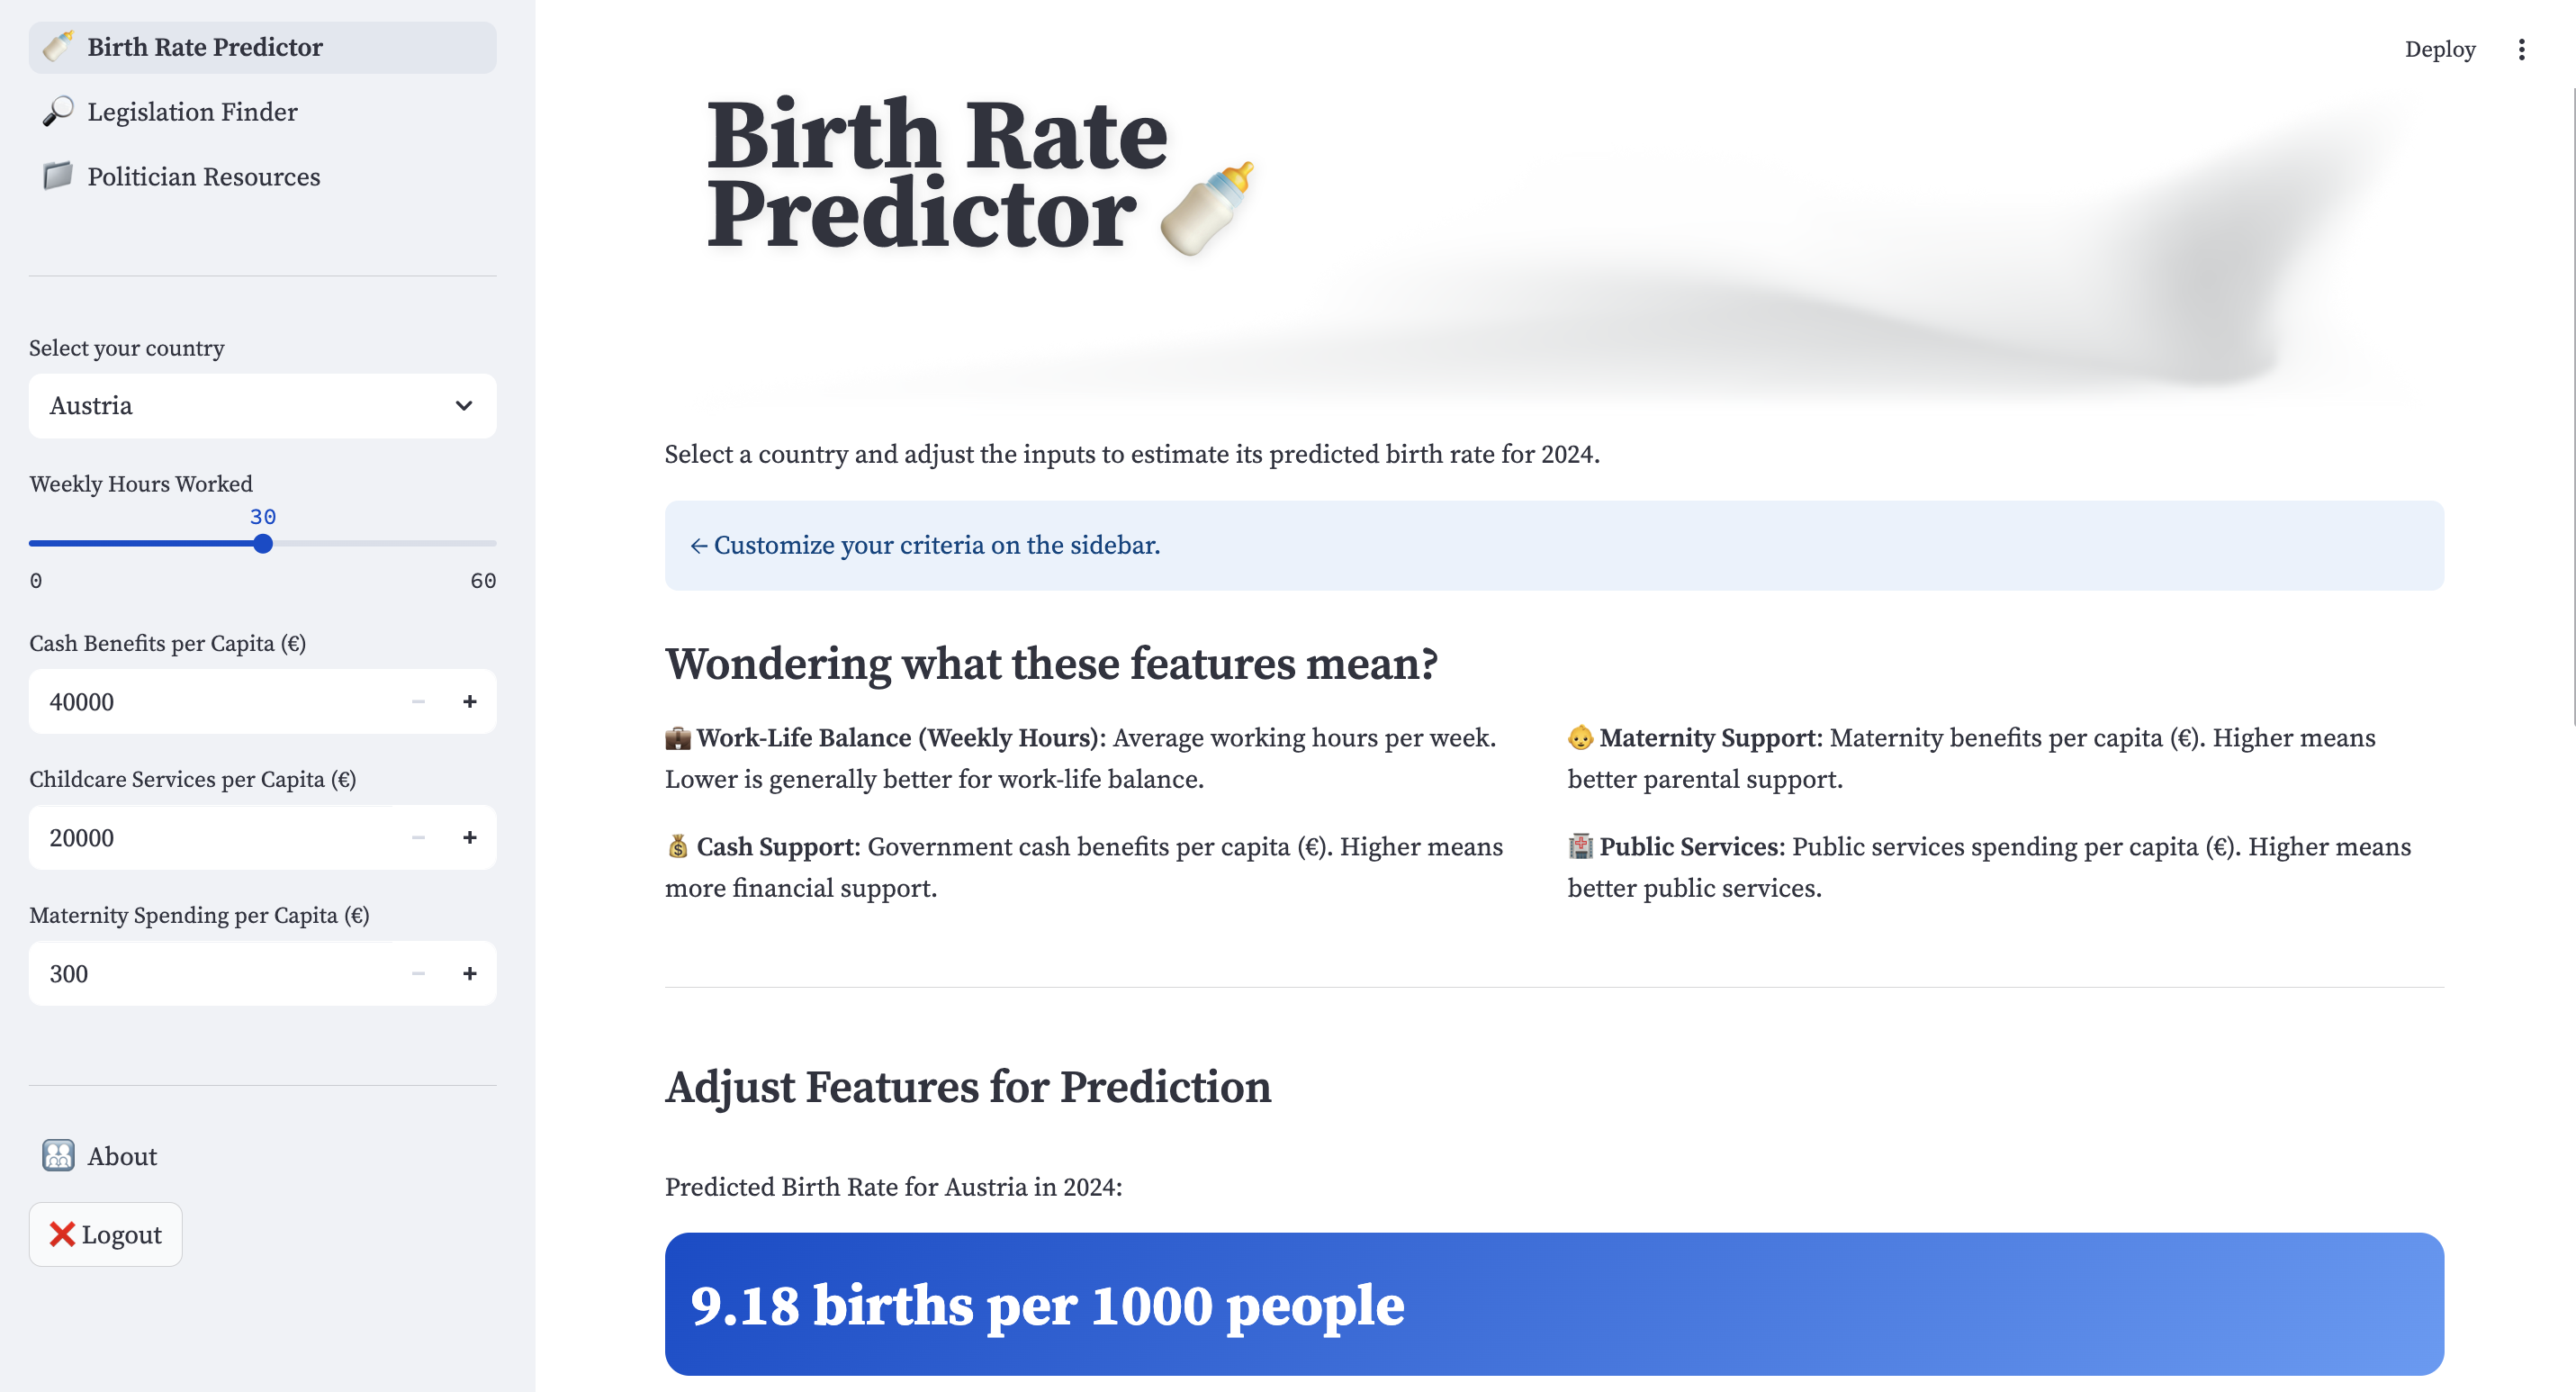 Birth Rate Predictor
Legislation Finder
Politician Resources
Select your country
Austria
Weekly Hours Worked
30
0 60
Cash Benefits per Capita (€)
40000
Childcare Services per Capita (€)
20000
Maternity Spending per Capita (€)
300
About
❌ Logout
Deploy
Birth Rate
Predictor 🍼
Select a country and adjust the inputs to estimate its predicted birth rate for 2024.
← Customize your criteria on the sidebar.
Wondering what these features mean?
💼 Work-Life Balance (Weekly Hours): Average working hours per week.
Lower is generally better for work-life balance.
💰 Cash Support: Government cash benefits per capita (€). Higher means
more financial support.
👶 Maternity Support: Maternity benefits per capita (€). Higher means
better parental support.
🏥 Public Services: Public services spending per capita (€). Higher means
better public services.
Adjust Features for Prediction
Predicted Birth Rate for Austria in 2024:
9.18 births per 1000 people